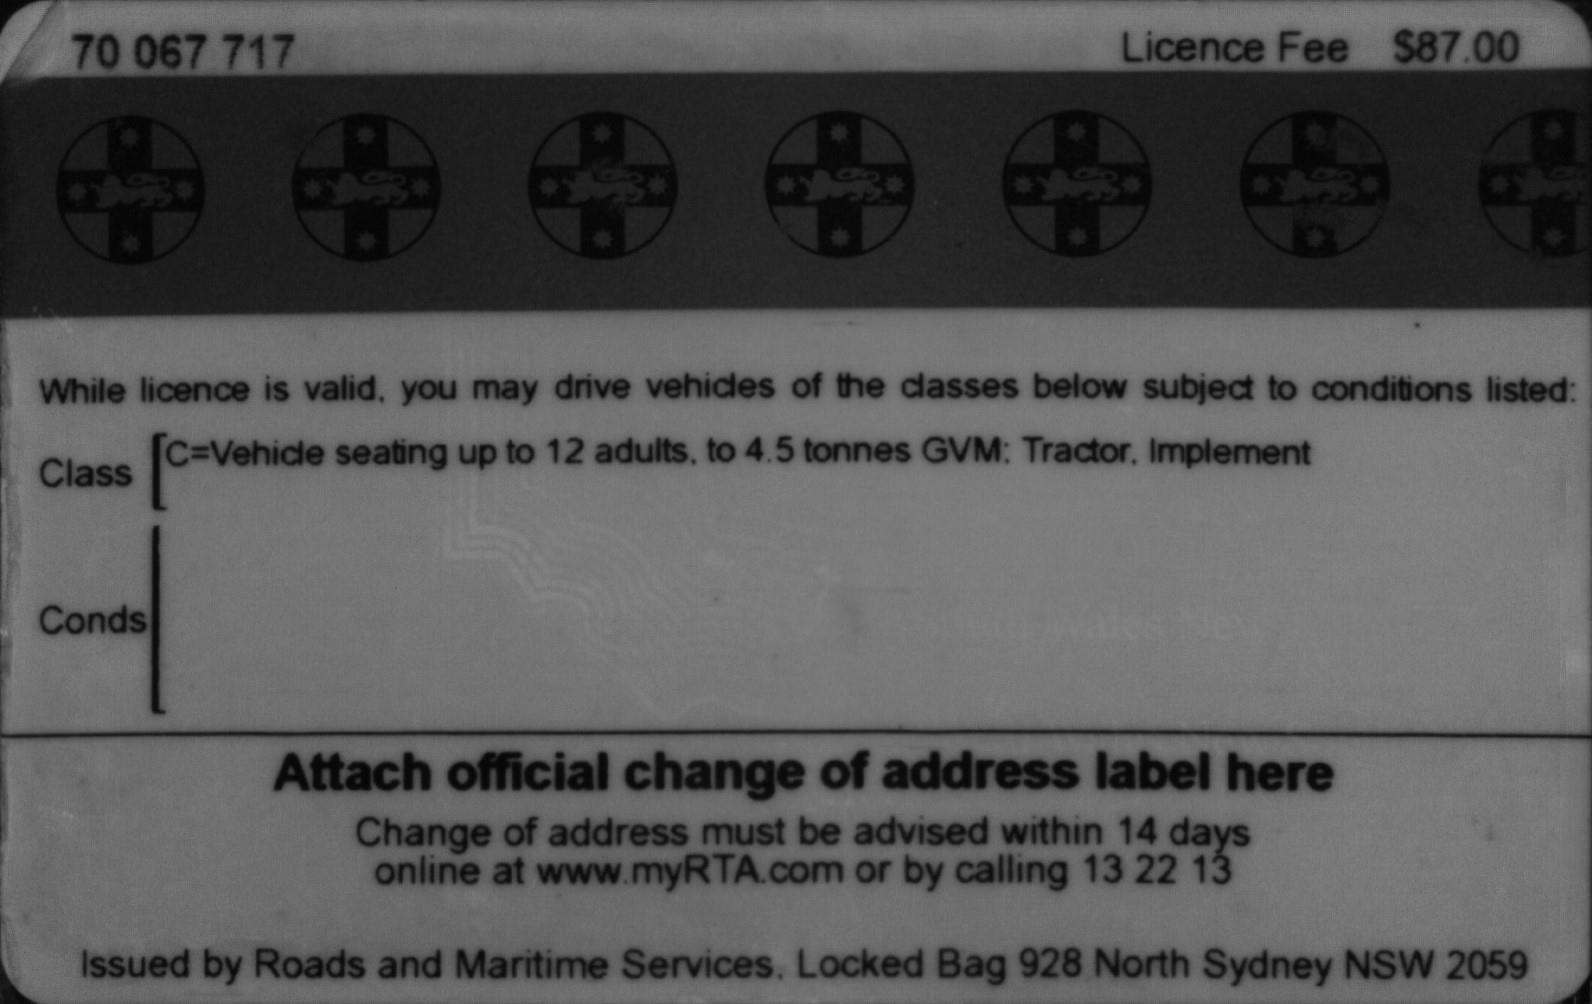 70 067 717 Licence Fee $87.00
While licence is valid, you may drive vehicles of the classes below subject to conditions listed:
Class C=Vehicle seating up to 12 adults, to 4.5 tonnes GVM: Tractor, Implement
Conds
Attach official change of address label here
Change of address must be advised within 14 days
online at www.myRTA.com or by calling 13 22 13
Issued by Roads and Maritime Services, Locked Bag 928 North Sydney NSW 2059